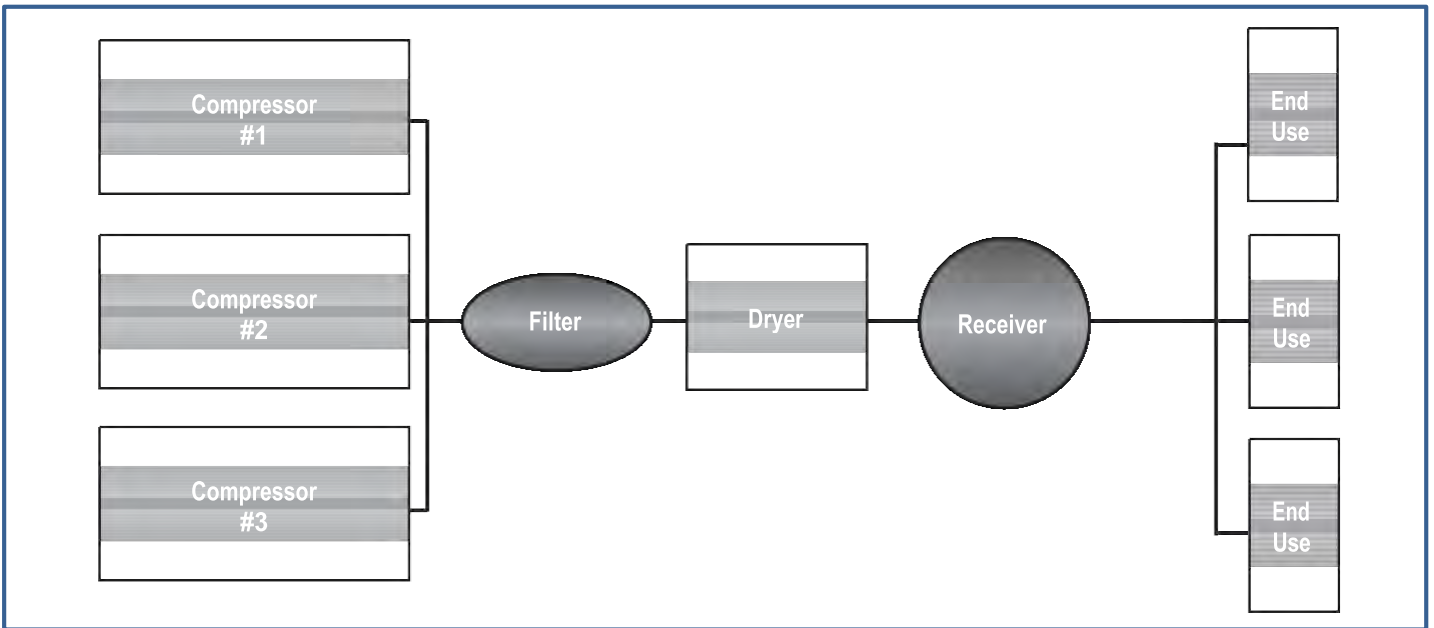 Compressor
#1
Compressor
#2
Compressor
#3
Filter
Dryer
Receiver
End
Use
End
Use
End
Use